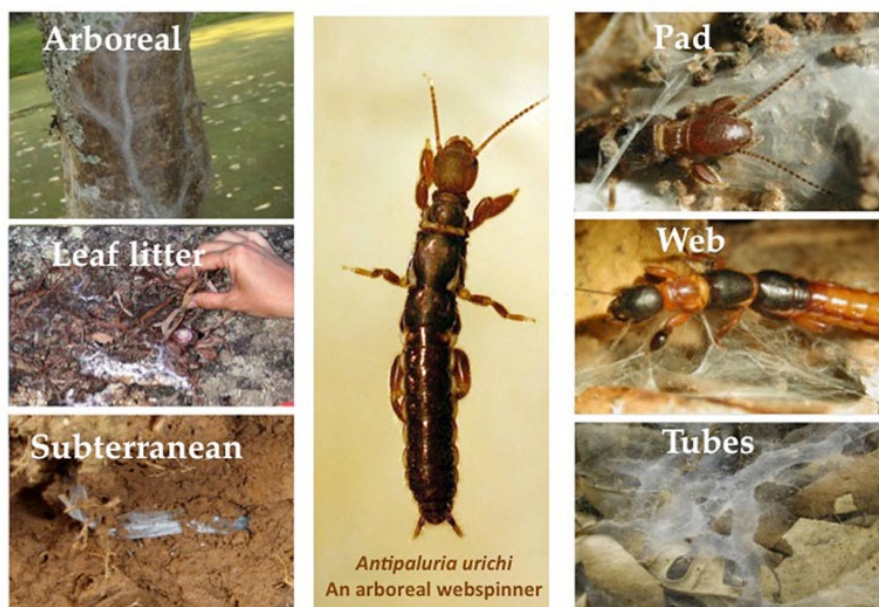 Arboreal
Leaf litter
Subterranean
Antipaluria urichi
An arboreal webspinner
Pad
Web
Tubes